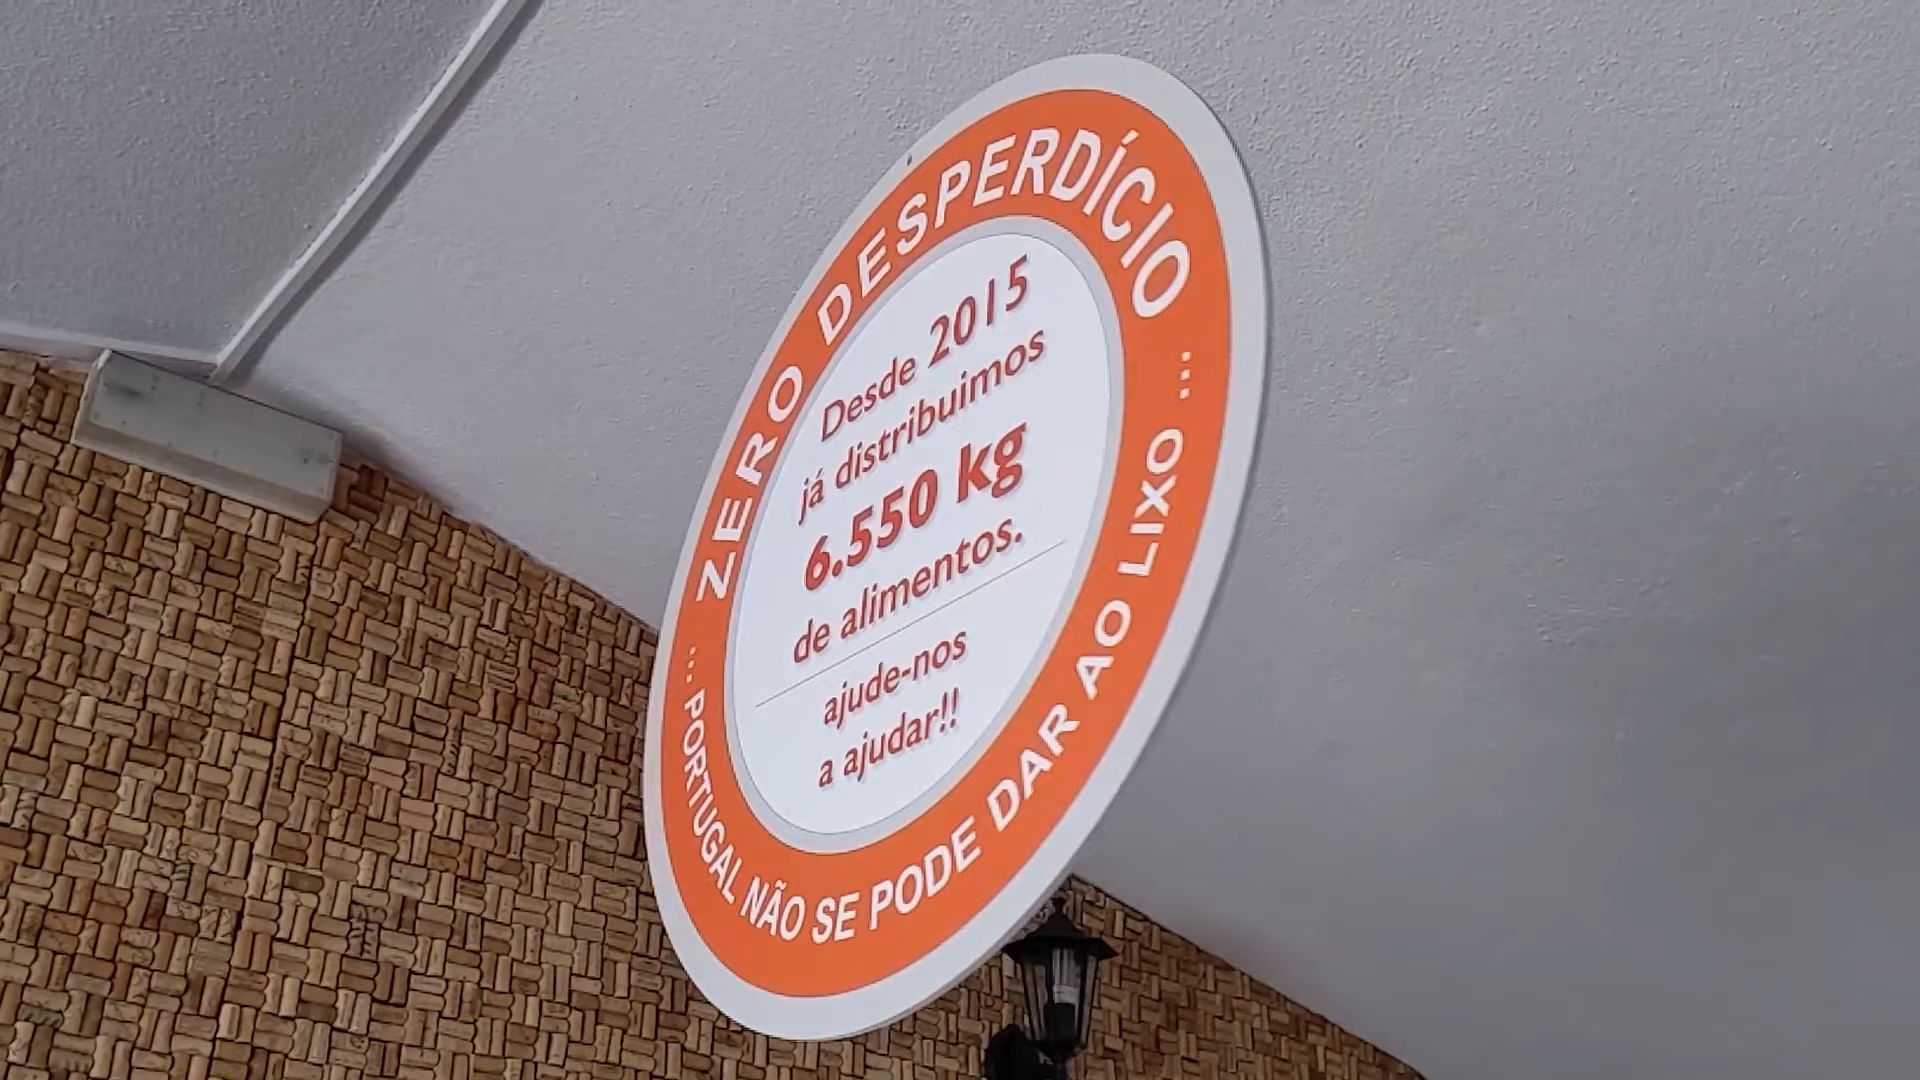 ZERO DESPERDÍCIO ...
Desde 2015
já distribuimos
6.550 kg
de alimentos.
ajude-nos
a ajudar!!
... PORTUGAL NÃO SE PODE DAR AO LIXO